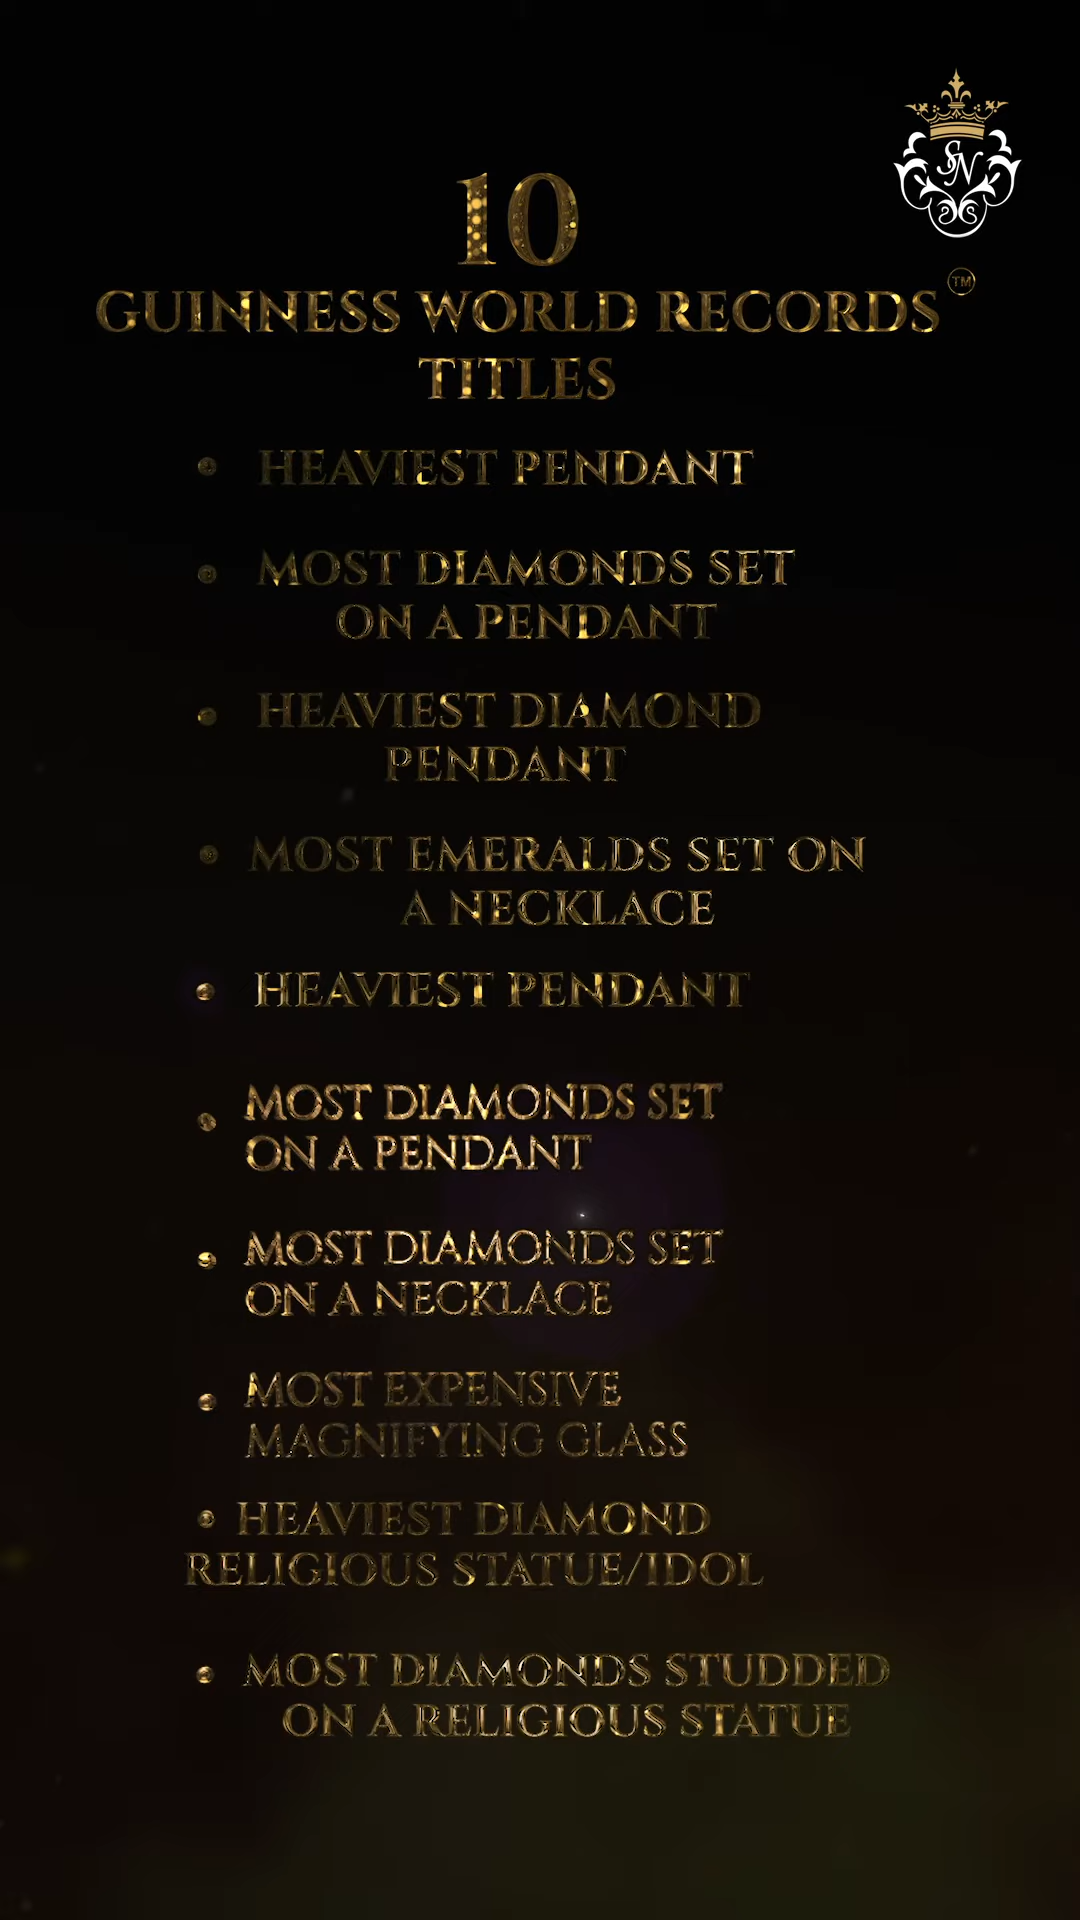 SN
10
GUINNESS WORLD RECORDS™
TITLES
• HEAVIEST PENDANT
• MOST DIAMONDS SET
ON A PENDANT
• HEAVIEST DIAMOND
PENDANT
• MOST EMERALDS SET ON
A NECKLACE
• HEAVIEST PENDANT
• MOST DIAMONDS SET
ON A PENDANT
• MOST DIAMONDS SET
ON A NECKLACE
• MOST EXPENSIVE
MAGNIFYING GLASS
• HEAVIEST DIAMOND
RELIGIOUS STATUE/IDOL
• MOST DIAMONDS STUDDED
ON A RELIGIOUS STATUE